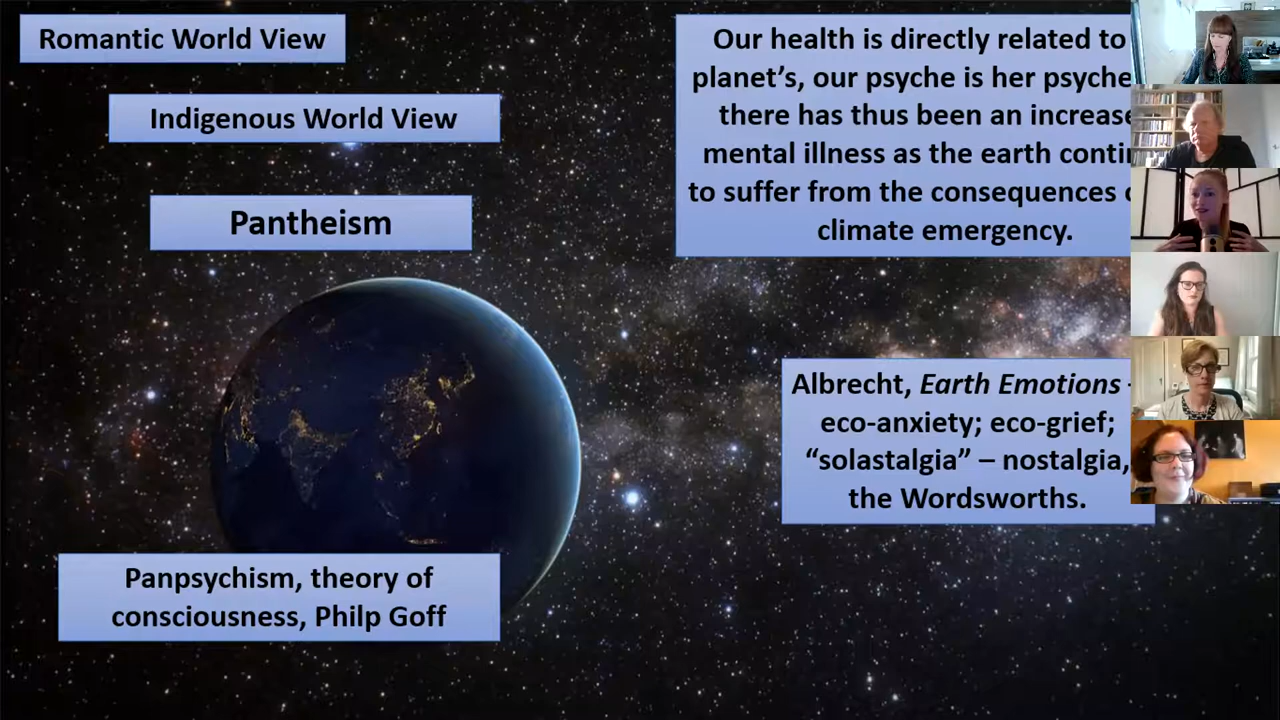 Romantic World View
Indigenous World View
Pantheism
Our health is directly related to
planet’s, our psyche is her psyche
there has thus been an increase
mental illness as the earth
to suffer from the consequences
climate emergency.
Albrecht, Earth Emotions
eco-anxiety; eco-grief;
“solastalgia” – nostalgia,
the Wordsworths.
Panpsychism, theory of
consciousness, Philp Goff